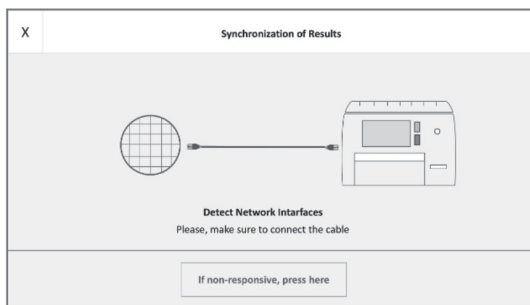 X
Synchronization of Results
Detect Network Intarfaces
Please, make sure to connect the cable
If non-responsive, press here